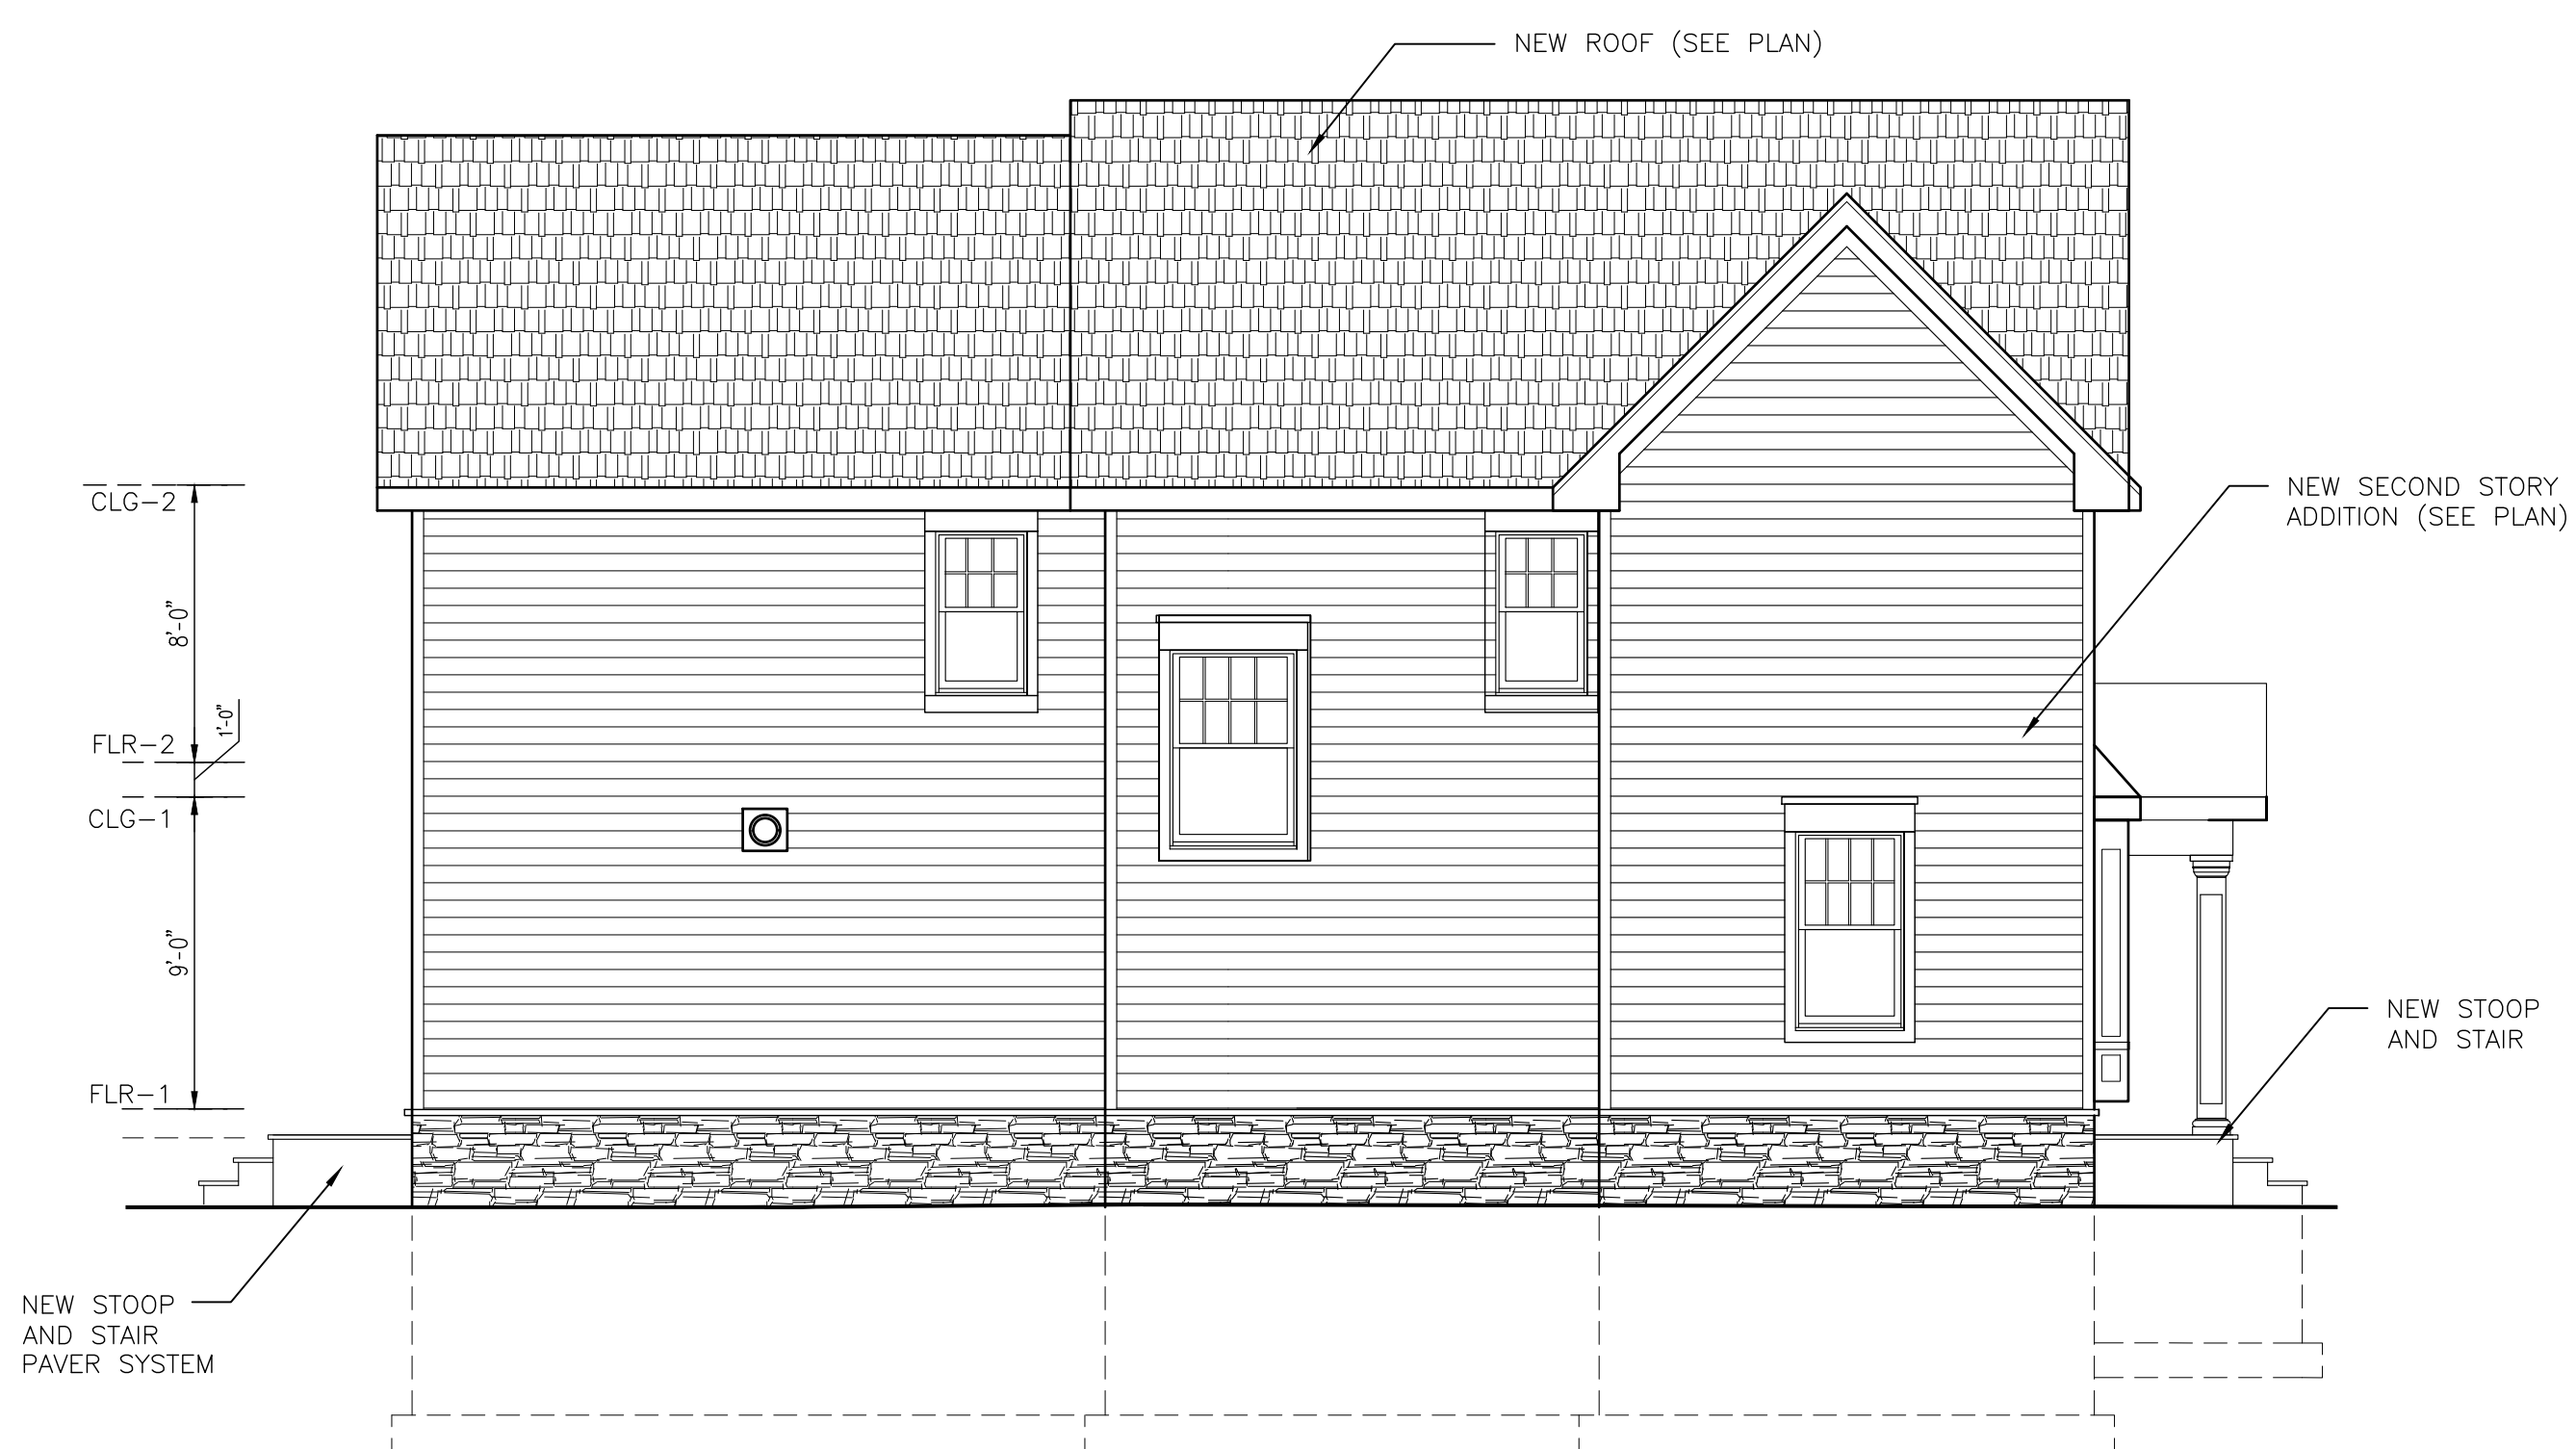 NEW ROOF (SEE PLAN)
CLG-2
NEW SECOND STORY
ADDITION (SEE PLAN)
8'-0"
1'-0"
FLR-2
CLG-1
9'-0"
NEW STOOP
AND STAIR
FLR-1
NEW STOOP
AND STAIR
PAVER SYSTEM